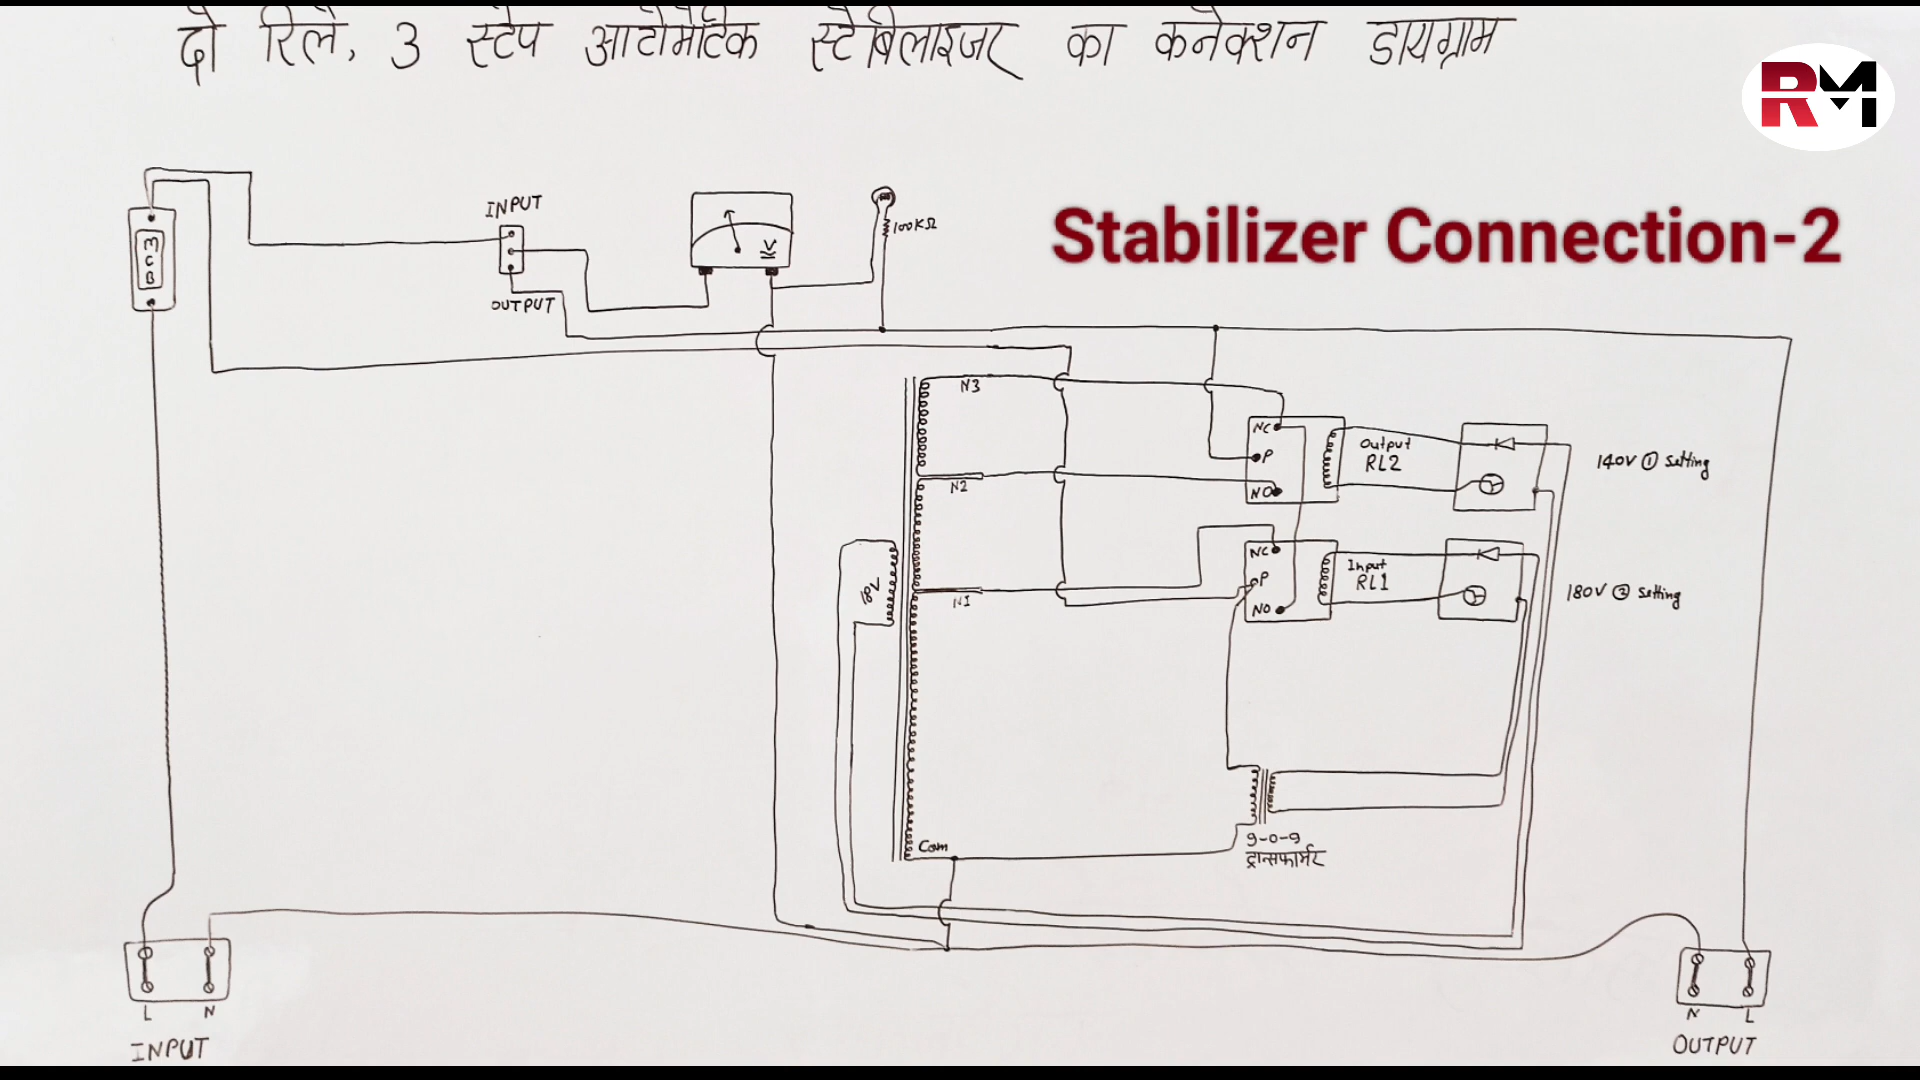 दो रिले, 3 स्टेप आटोमैटिक स्टेबिलाइजर का कनेक्शन डायग्राम
RM
Stabilizer Connection-2
INPUT
OUTPUT
MCB
V
100KΩ
N3
N2
N1
Com
NC
P
NO
Output
RL2
140V ① Setting
NC
P
NO
Input
RL1
180V ② Setting
9-0-9
ट्रान्सफार्मर
L N
INPUT
N L
OUTPUT